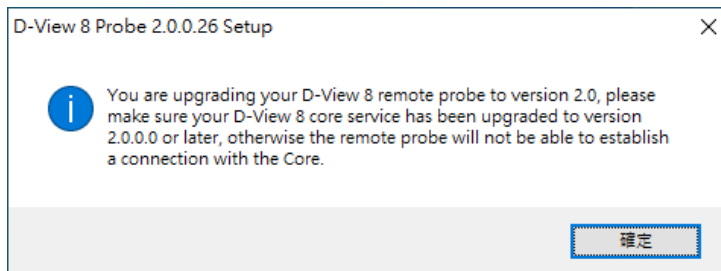 D-View 8 Probe 2.0.0.26 Setup
You are upgrading your D-View 8 remote probe to version 2.0, please
make sure your D-View 8 core service has been upgraded to version
2.0.0.0 or later, otherwise the remote probe will not be able to establish
a connection with the Core.
確定